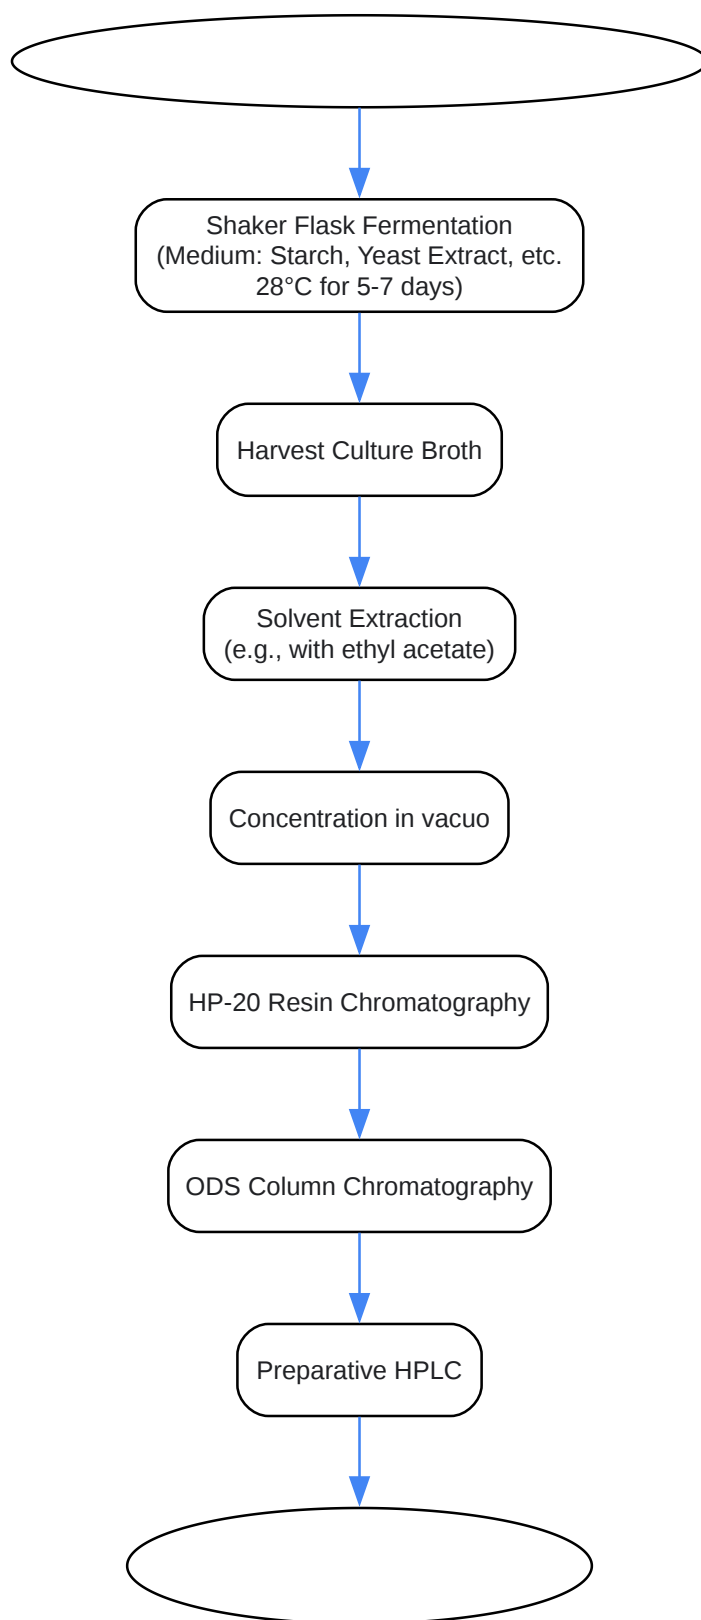 Shaker Flask Fermentation
(Medium: Starch, Yeast Extract, etc.
28°C for 5-7 days)
Harvest Culture Broth
Solvent Extraction
(e.g., with ethyl acetate)
Concentration in vacuo
HP-20 Resin Chromatography
ODS Column Chromatography
Preparative HPLC